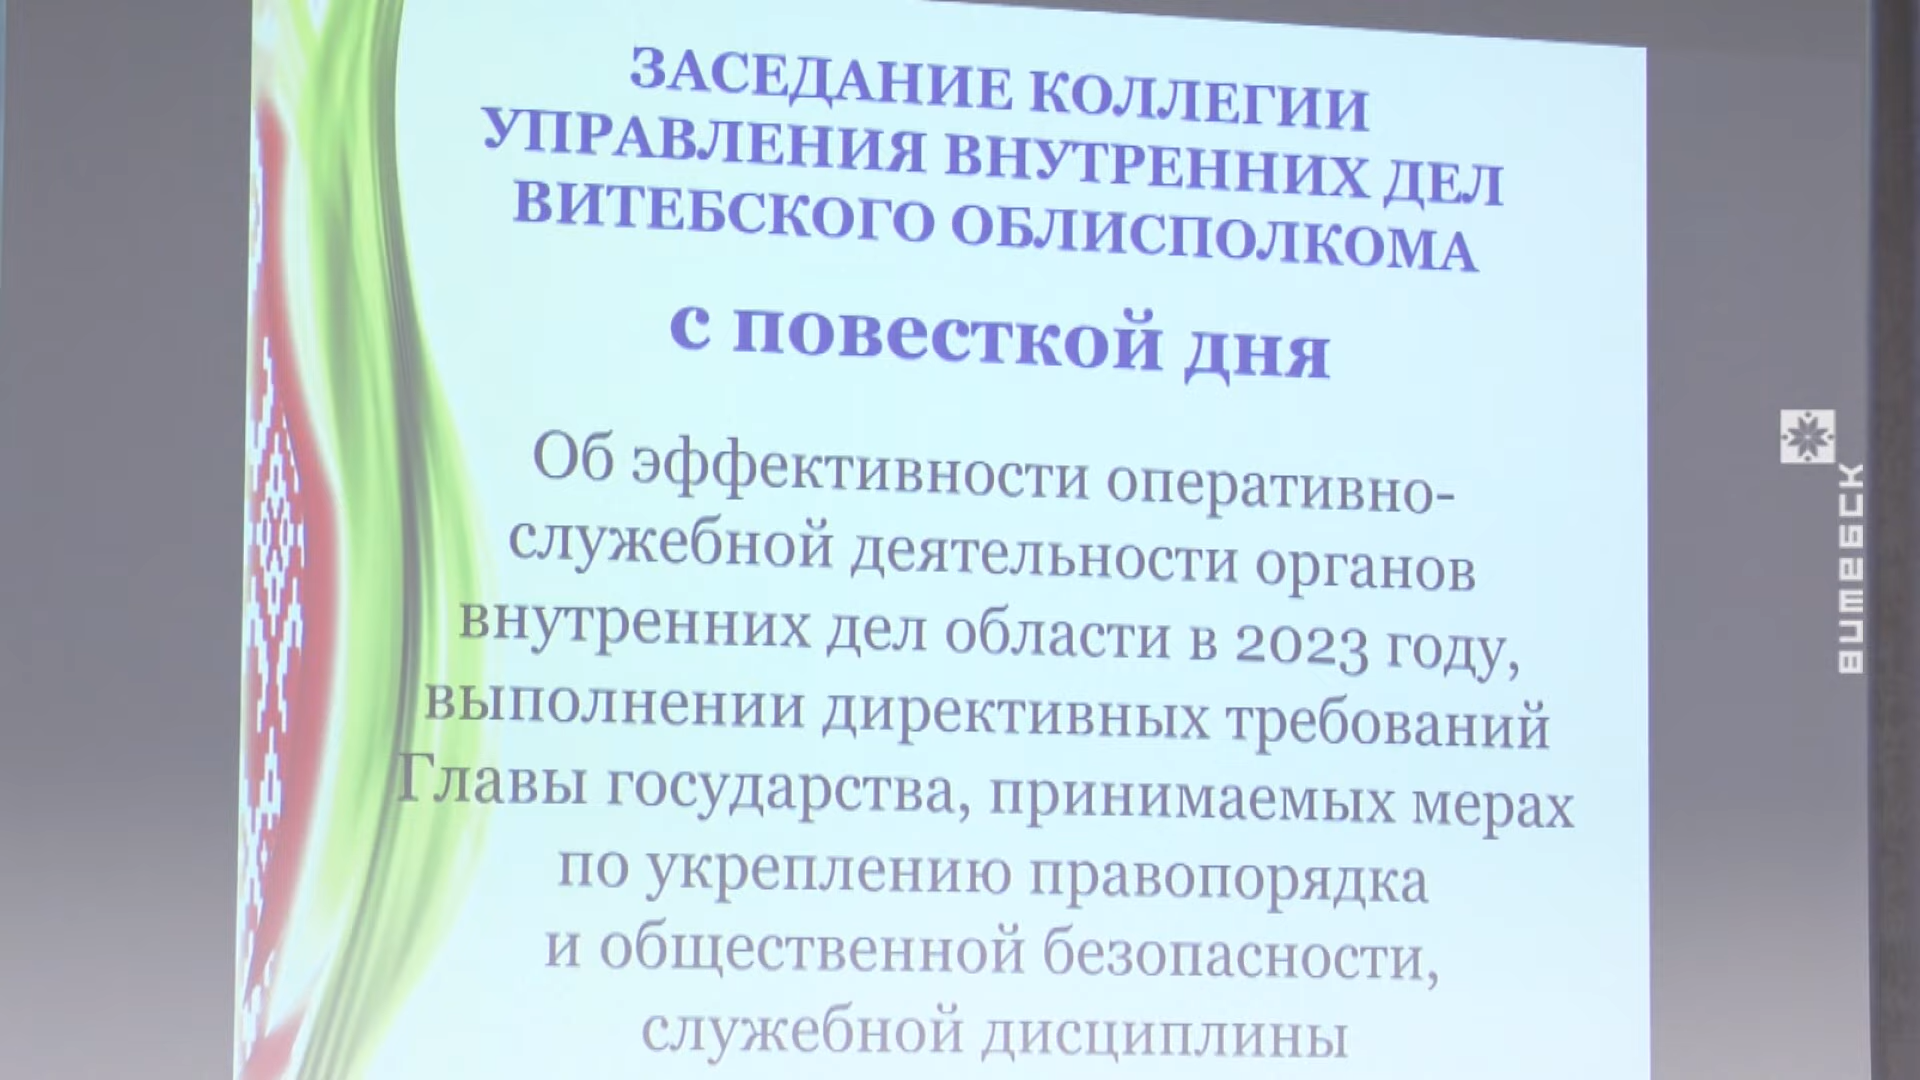 ЗАСЕДАНИЕ КОЛЛЕГИИ
УПРАВЛЕНИЯ ВНУТРЕННИХ ДЕЛ
ВИТЕБСКОГО ОБЛИСПОЛКОМА
с повесткой дня
Об эффективности оперативно-
служебной деятельности органов
внутренних дел области в 2023 году,
выполнении директивных требований
Главы государства, принимаемых мерах
по укреплению правопорядка
и общественной безопасности,
служебной дисциплины
витебск